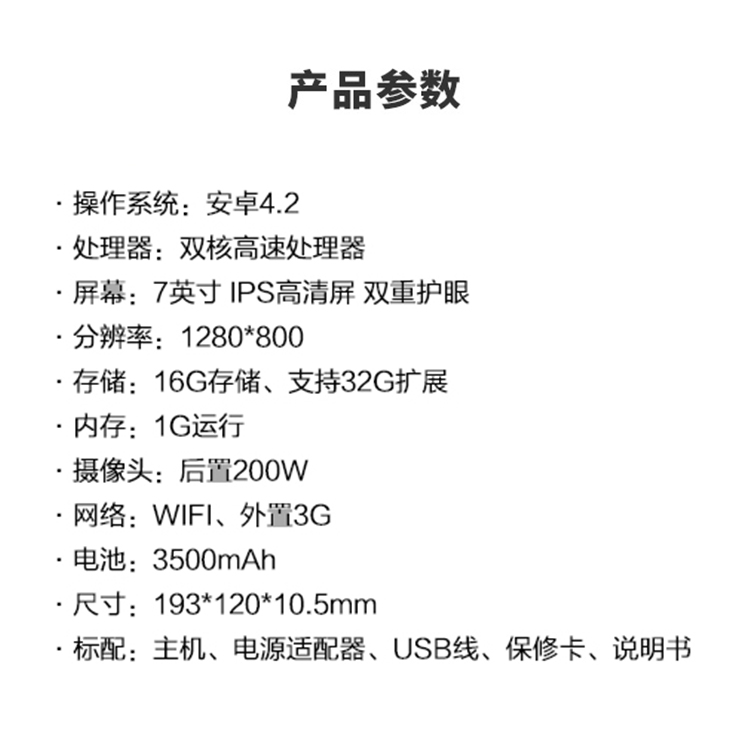 产品参数
· 操作系统：安卓4.2
· 处理器：双核高速处理器
· 屏幕：7英寸 IPS高清屏 双重护眼
· 分辨率：1280*800
· 存储：16G存储、支持32G扩展
· 内存：1G运行
· 摄像头：后置200W
· 网络：WIFI、外置3G
· 电池：3500mAh
· 尺寸：193*120*10.5mm
· 标配：主机、电源适配器、USB线、保修卡、说明书